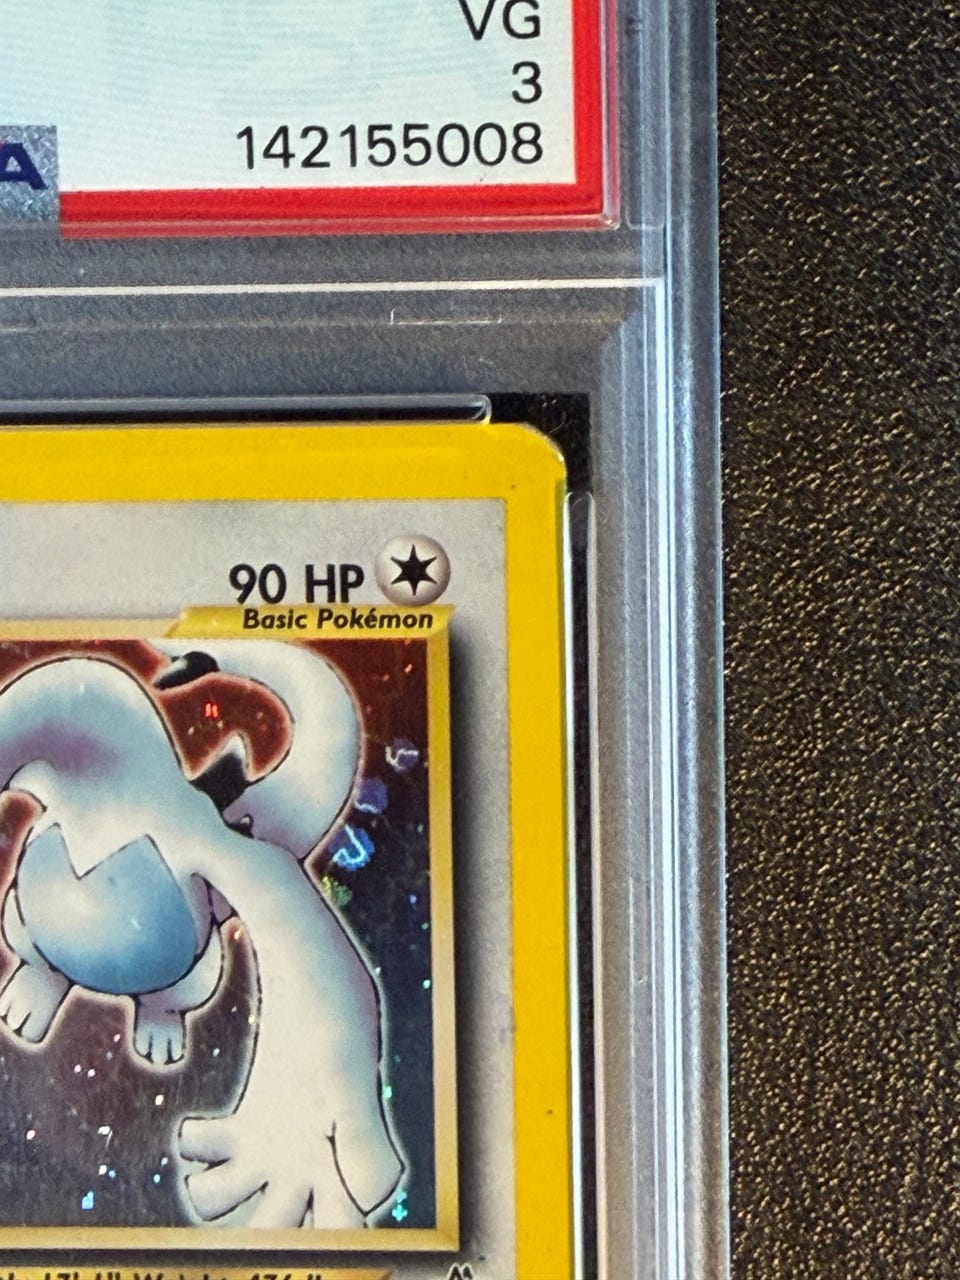 VG
3
142155008
A
90 HP
Basic Pokémon